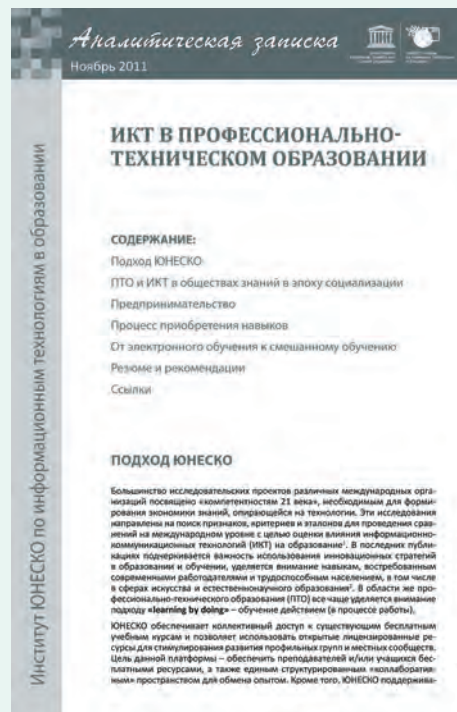 Аналитическая записка
Ноябрь 2011
Институт ЮНЕСКО по информационным технологиям в образовании
ИКТ В ПРОФЕССИОНАЛЬНО-
ТЕХНИЧЕСКОМ ОБРАЗОВАНИИ
СОДЕРЖАНИЕ:
Подход ЮНЕСКО
ПТО и ИКТ в обществах знаний в эпоху социализации
Предпринимательство
Процесс приобретения навыков
От электронного обучения к смешанному обучению
Резюме и рекомендации
Ссылки
ПОДХОД ЮНЕСКО
Большинство исследовательских проектов различных международных орга-
низаций посвящено «компетентностям 21 века», необходимым для форми-
рования экономики знаний, опирающейся на технологии. Эти исследования
направлены на поиск признаков, критериев и эталонов для проведения срав-
нений на международном уровне с целью оценки влияния информационно-
коммуникационных технологий (ИКТ) на образование¹. В последних публи-
кациях подчеркивается важность использования инновационных стратегий
в образовании и обучении, уделяется внимание навыкам, востребованным
современными работодателями и трудоспособным населением, в том числе
в сферах искусства и естественнонаучного образования². В области же про-
фессионально-технического образования (ПТО) все чаще уделяется внимание
подходу «learning by doing» – обучение действием (в процессе работы).
ЮНЕСКО обеспечивает коллективный доступ к существующим бесплатным
учебным курсам и позволяет использовать открытые лицензированные ре-
сурсы для стимулирования развития профильных групп и местных сообществ.
Цель данной платформы – обеспечить преподавателей и/или учащихся бес-
платными ресурсами, а также единым структурированным «коллаборатив-
ным» пространством для обмена опытом. Кроме того, ЮНЕСКО поддержива-